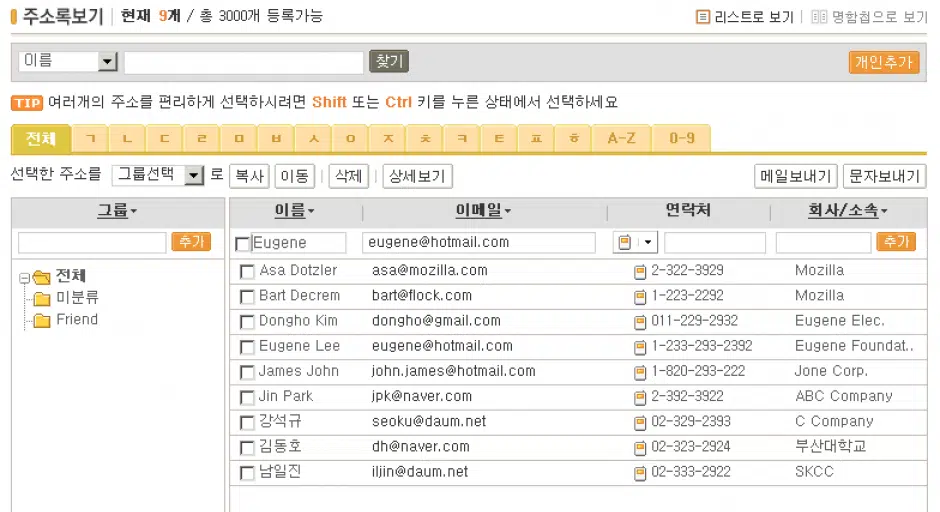 주소록보기 현재 9개 / 총 3000개 등록가능 리스트로 보기 명함첩으로 보기
이름 찾기 개인추가
TIP 여러개의 주소를 편리하게 선택하시려면 Shift 또는 Ctrl 키를 누른 상태에서 선택하세요
전체 ㄱ ㄴ ㄷ ㄹ ㅁ ㅂ ㅅ ㅇ ㅈ ㅊ ㅋ ㅌ ㅍ ㅎ A-Z 0-9
선택한 주소를 그룹선택 로 복사 이동 삭제 상세보기 메일보내기 문자보내기
그룹 이름 이메일 연락처 회사/소속
추가 Eugene eugene@hotmail.com 추가
전체
미분류
Friend
Asa Dotzler asa@mozilla.com 2-322-3929 Mozilla
Bart Decrem bart@flock.com 1-223-2292 Mozilla
Dongho Kim dongho@gmail.com 011-229-2932 Eugene Elec.
Eugene Lee eugene@hotmail.com 1-233-293-2392 Eugene Foundat..
James John john.james@hotmail.com 1-820-293-222 Jone Corp.
Jin Park jpk@naver.com 2-392-3922 ABC Company
강석규 seoku@daum.net 02-329-2393 C Company
김동호 dh@naver.com 02-323-2924 부산대학교
남일진 iljin@daum.net 02-333-2922 SKCC